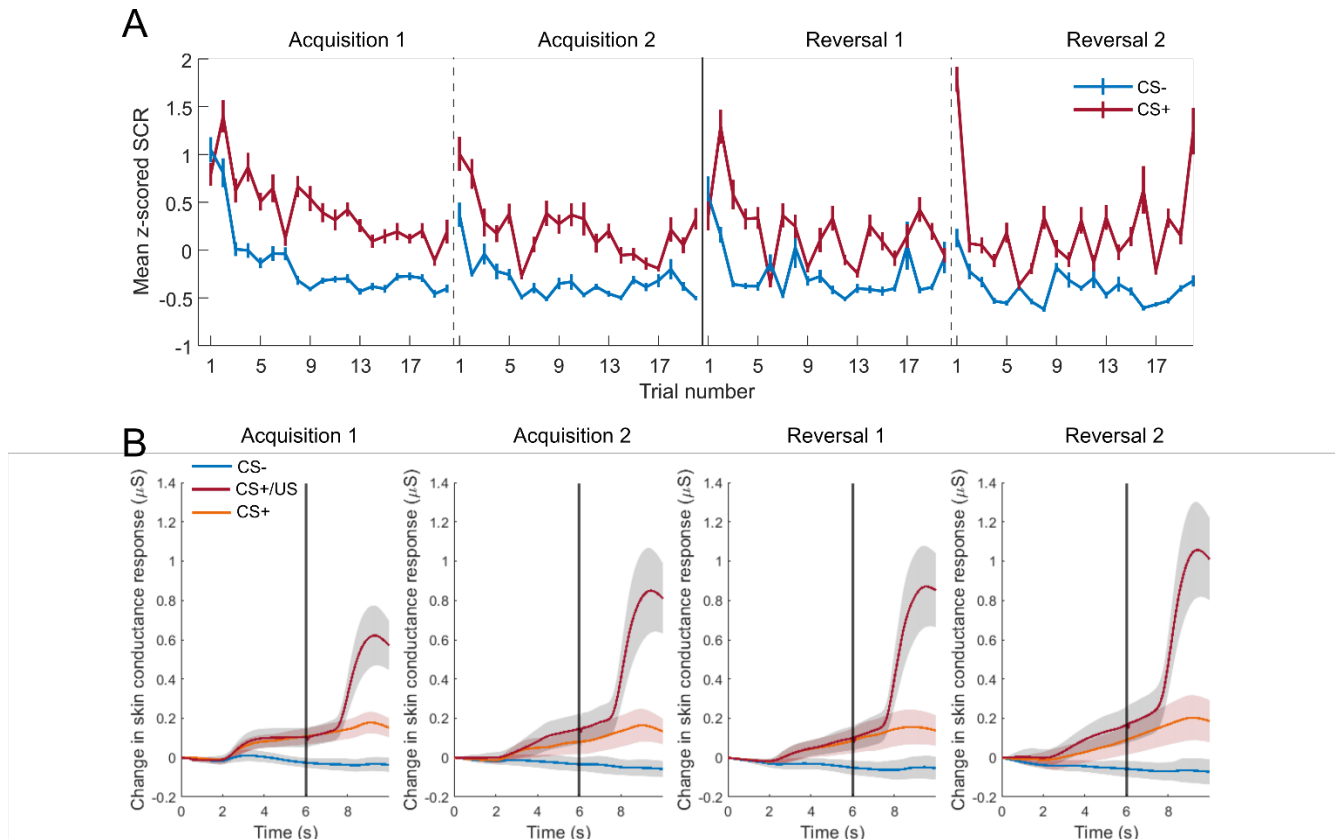 A
Acquisition 1 Acquisition 2 Reversal 1 Reversal 2
Mean z-scored SCR
2
1.5
1
0.5
0
-0.5
-1
CS-
CS+
1 5 9 13 17 1 5 9 13 17 1 5 9 13 17 1 5 9 13 17
Trial number
B
Acquisition 1 Acquisition 2 Reversal 1 Reversal 2
CS-
CS+/US
CS+
Change in skin conductance response (μS)
1.4
1.2
1
0.8
0.6
0.4
0.2
0
-0.2
0 2 4 6 8
Time (s)
Change in skin conductance response (μS)
1.4
1.2
1
0.8
0.6
0.4
0.2
0
-0.2
0 2 4 6 8
Time (s)
Change in skin conductance response (μS)
1.4
1.2
1
0.8
0.6
0.4
0.2
0
-0.2
0 2 4 6 8
Time (s)
Change in skin conductance response (μS)
1.4
1.2
1
0.8
0.6
0.4
0.2
0
-0.2
0 2 4 6 8
Time (s)